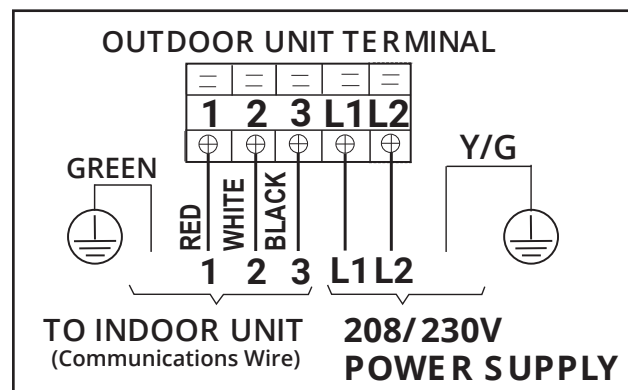 OUTDOOR UNIT TERMINAL
1 2 3 L1 L2
GREEN
Y/G
RED
WHITE
BLACK
1 2 3 L1 L2
TO INDOOR UNIT
(Communications Wire)
208/230V
POWER SUPPLY